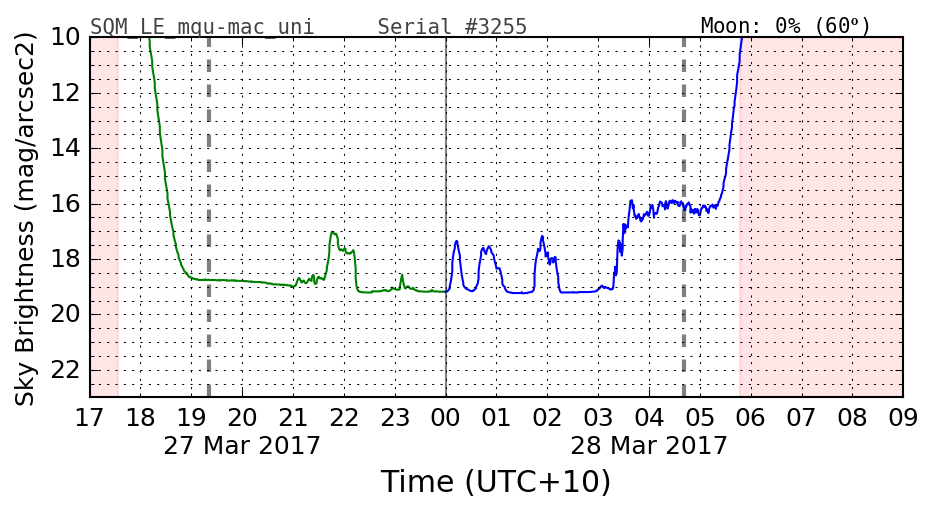 SQM_LE_mqu-mac_uni Serial #3255 Moon: 0% (60°)
10
12
14
16
18
20
22
Sky Brightness (mag/arcsec2)
17 18 19 20 21 22 23 00 01 02 03 04 05 06 07 08 09
27 Mar 2017 28 Mar 2017
Time (UTC+10)